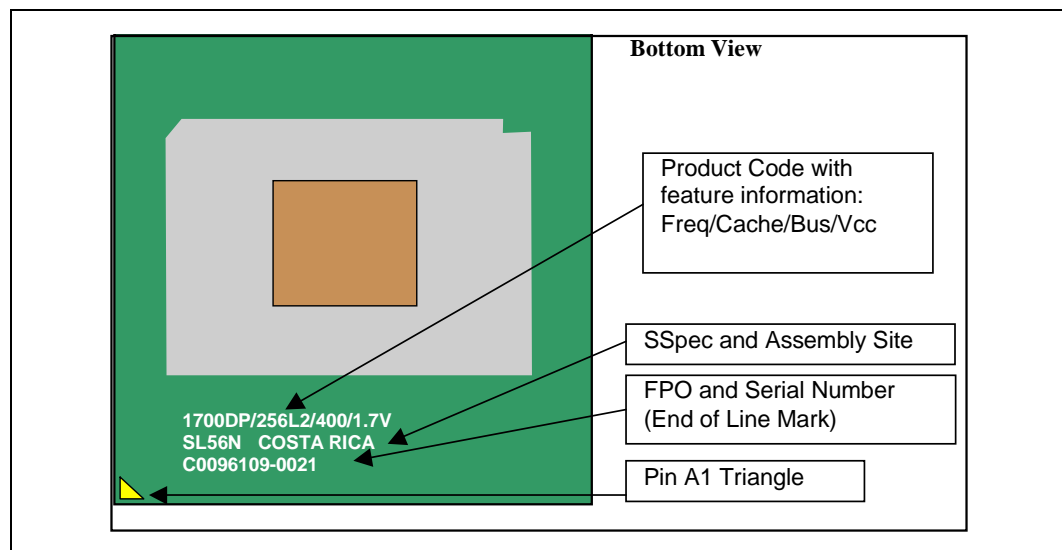 Bottom View
Product Code with
feature information:
Freq/Cache/Bus/Vcc
SSpec and Assembly Site
FPO and Serial Number
(End of Line Mark)
Pin A1 Triangle
1700DP/256L2/400/1.7V
SL56N COSTA RICA
C0096109-0021